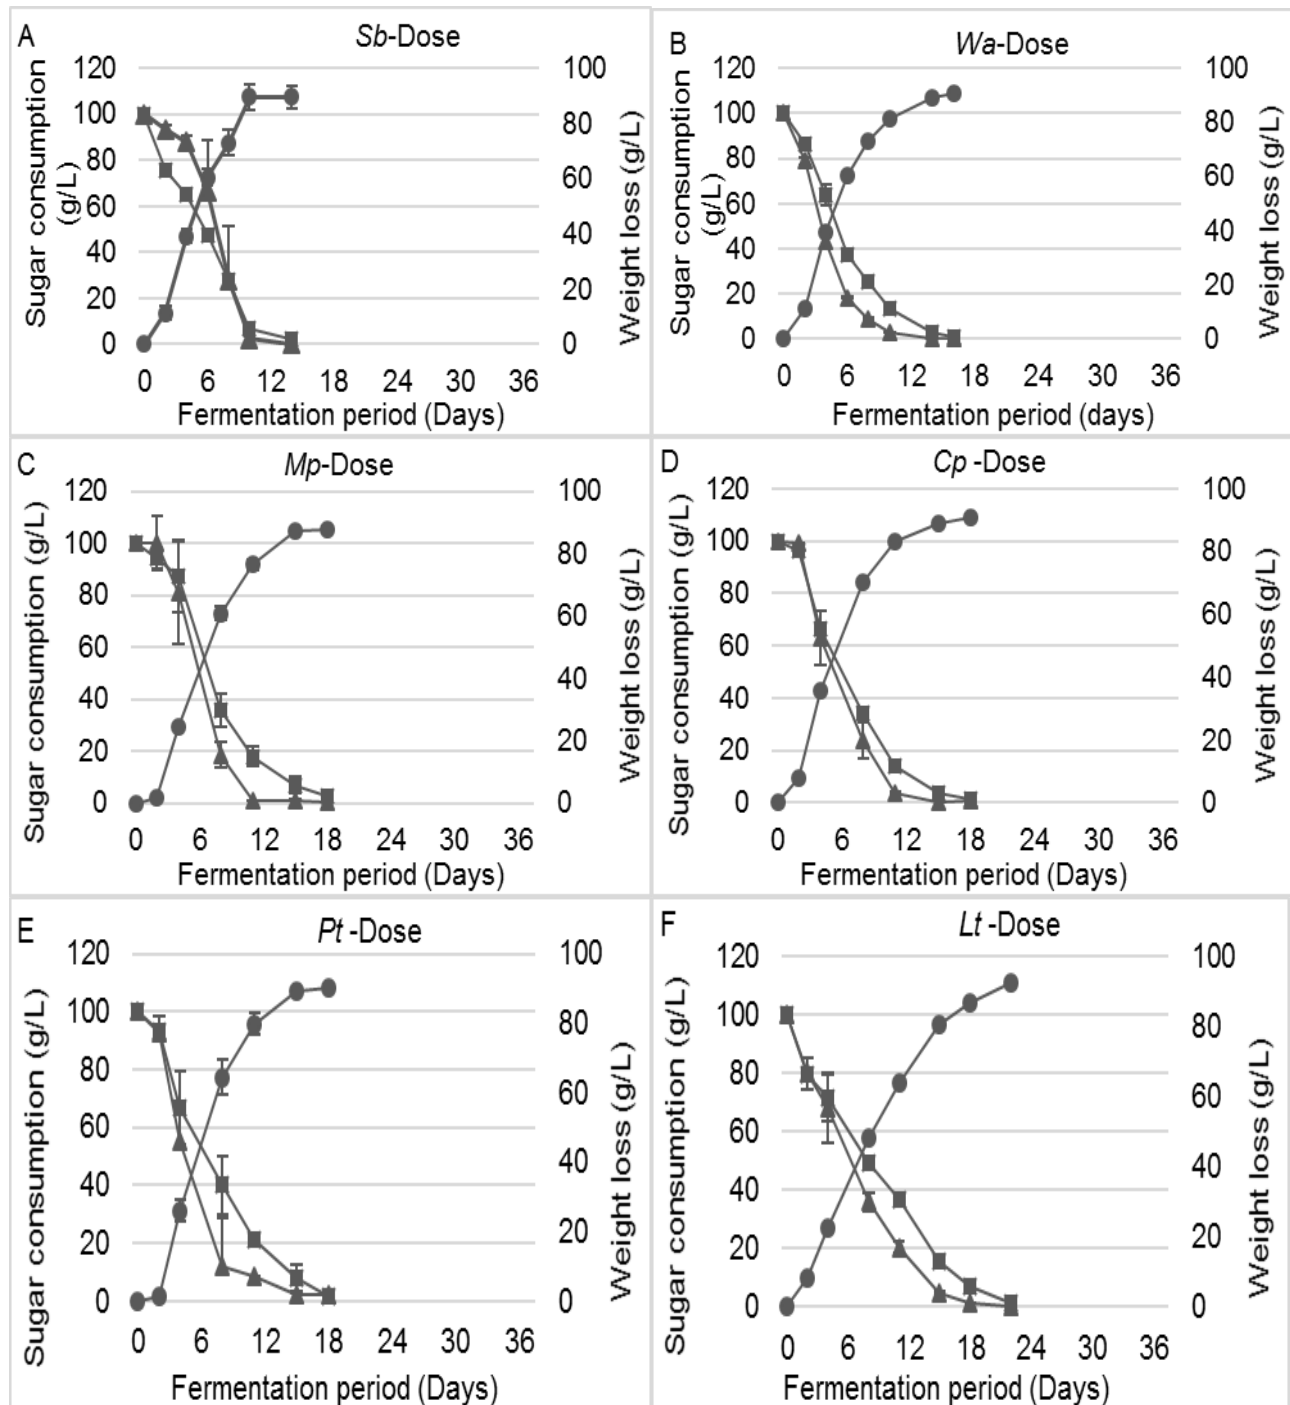 A
Sb-Dose
Sugar consumption
(g/L)
120
100
80
60
40
20
0
100
80
60
40
20
0
Weight loss (g/L)
0 6 12 18 24 30 36
Fermentation period (Days)
B
Wa-Dose
Sugar consumption
(g/L)
120
100
80
60
40
20
0
100
80
60
40
20
0
Weight loss (g/L)
0 6 12 18 24 30 36
Fermentation period (days)
C
Mp-Dose
Sugar consumption (g/L)
120
100
80
60
40
20
0
100
80
60
40
20
0
Weight loss (g/L)
0 6 12 18 24 30 36
Fermentation period (Days)
D
Cp -Dose
Sugar consumption (g/L)
120
100
80
60
40
20
0
100
80
60
40
20
0
Weight loss (g/L)
0 6 12 18 24 30 36
Fermentation period (Days)
E
Pt -Dose
Sugar consumption (g/L)
120
100
80
60
40
20
0
100
80
60
40
20
0
Weight loss (g/L)
0 6 12 18 24 30 36
Fermentation period (Days)
F
Lt -Dose
Sugar consumption (g/L)
120
100
80
60
40
20
0
100
80
60
40
20
0
Weight loss (g/L)
0 6 12 18 24 30 36
Fermentation period (Days)